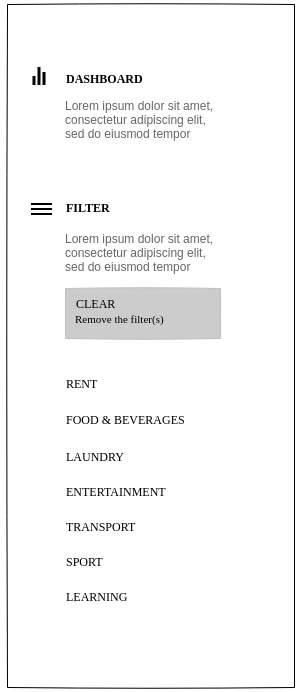 DASHBOARD
Lorem ipsum dolor sit amet,
consectetur adipiscing elit,
sed do eiusmod tempor
FILTER
Lorem ipsum dolor sit amet,
consectetur adipiscing elit,
sed do eiusmod tempor
CLEAR
Remove the filter(s)
RENT
FOOD & BEVERAGES
LAUNDRY
ENTERTAINMENT
TRANSPORT
SPORT
LEARNING